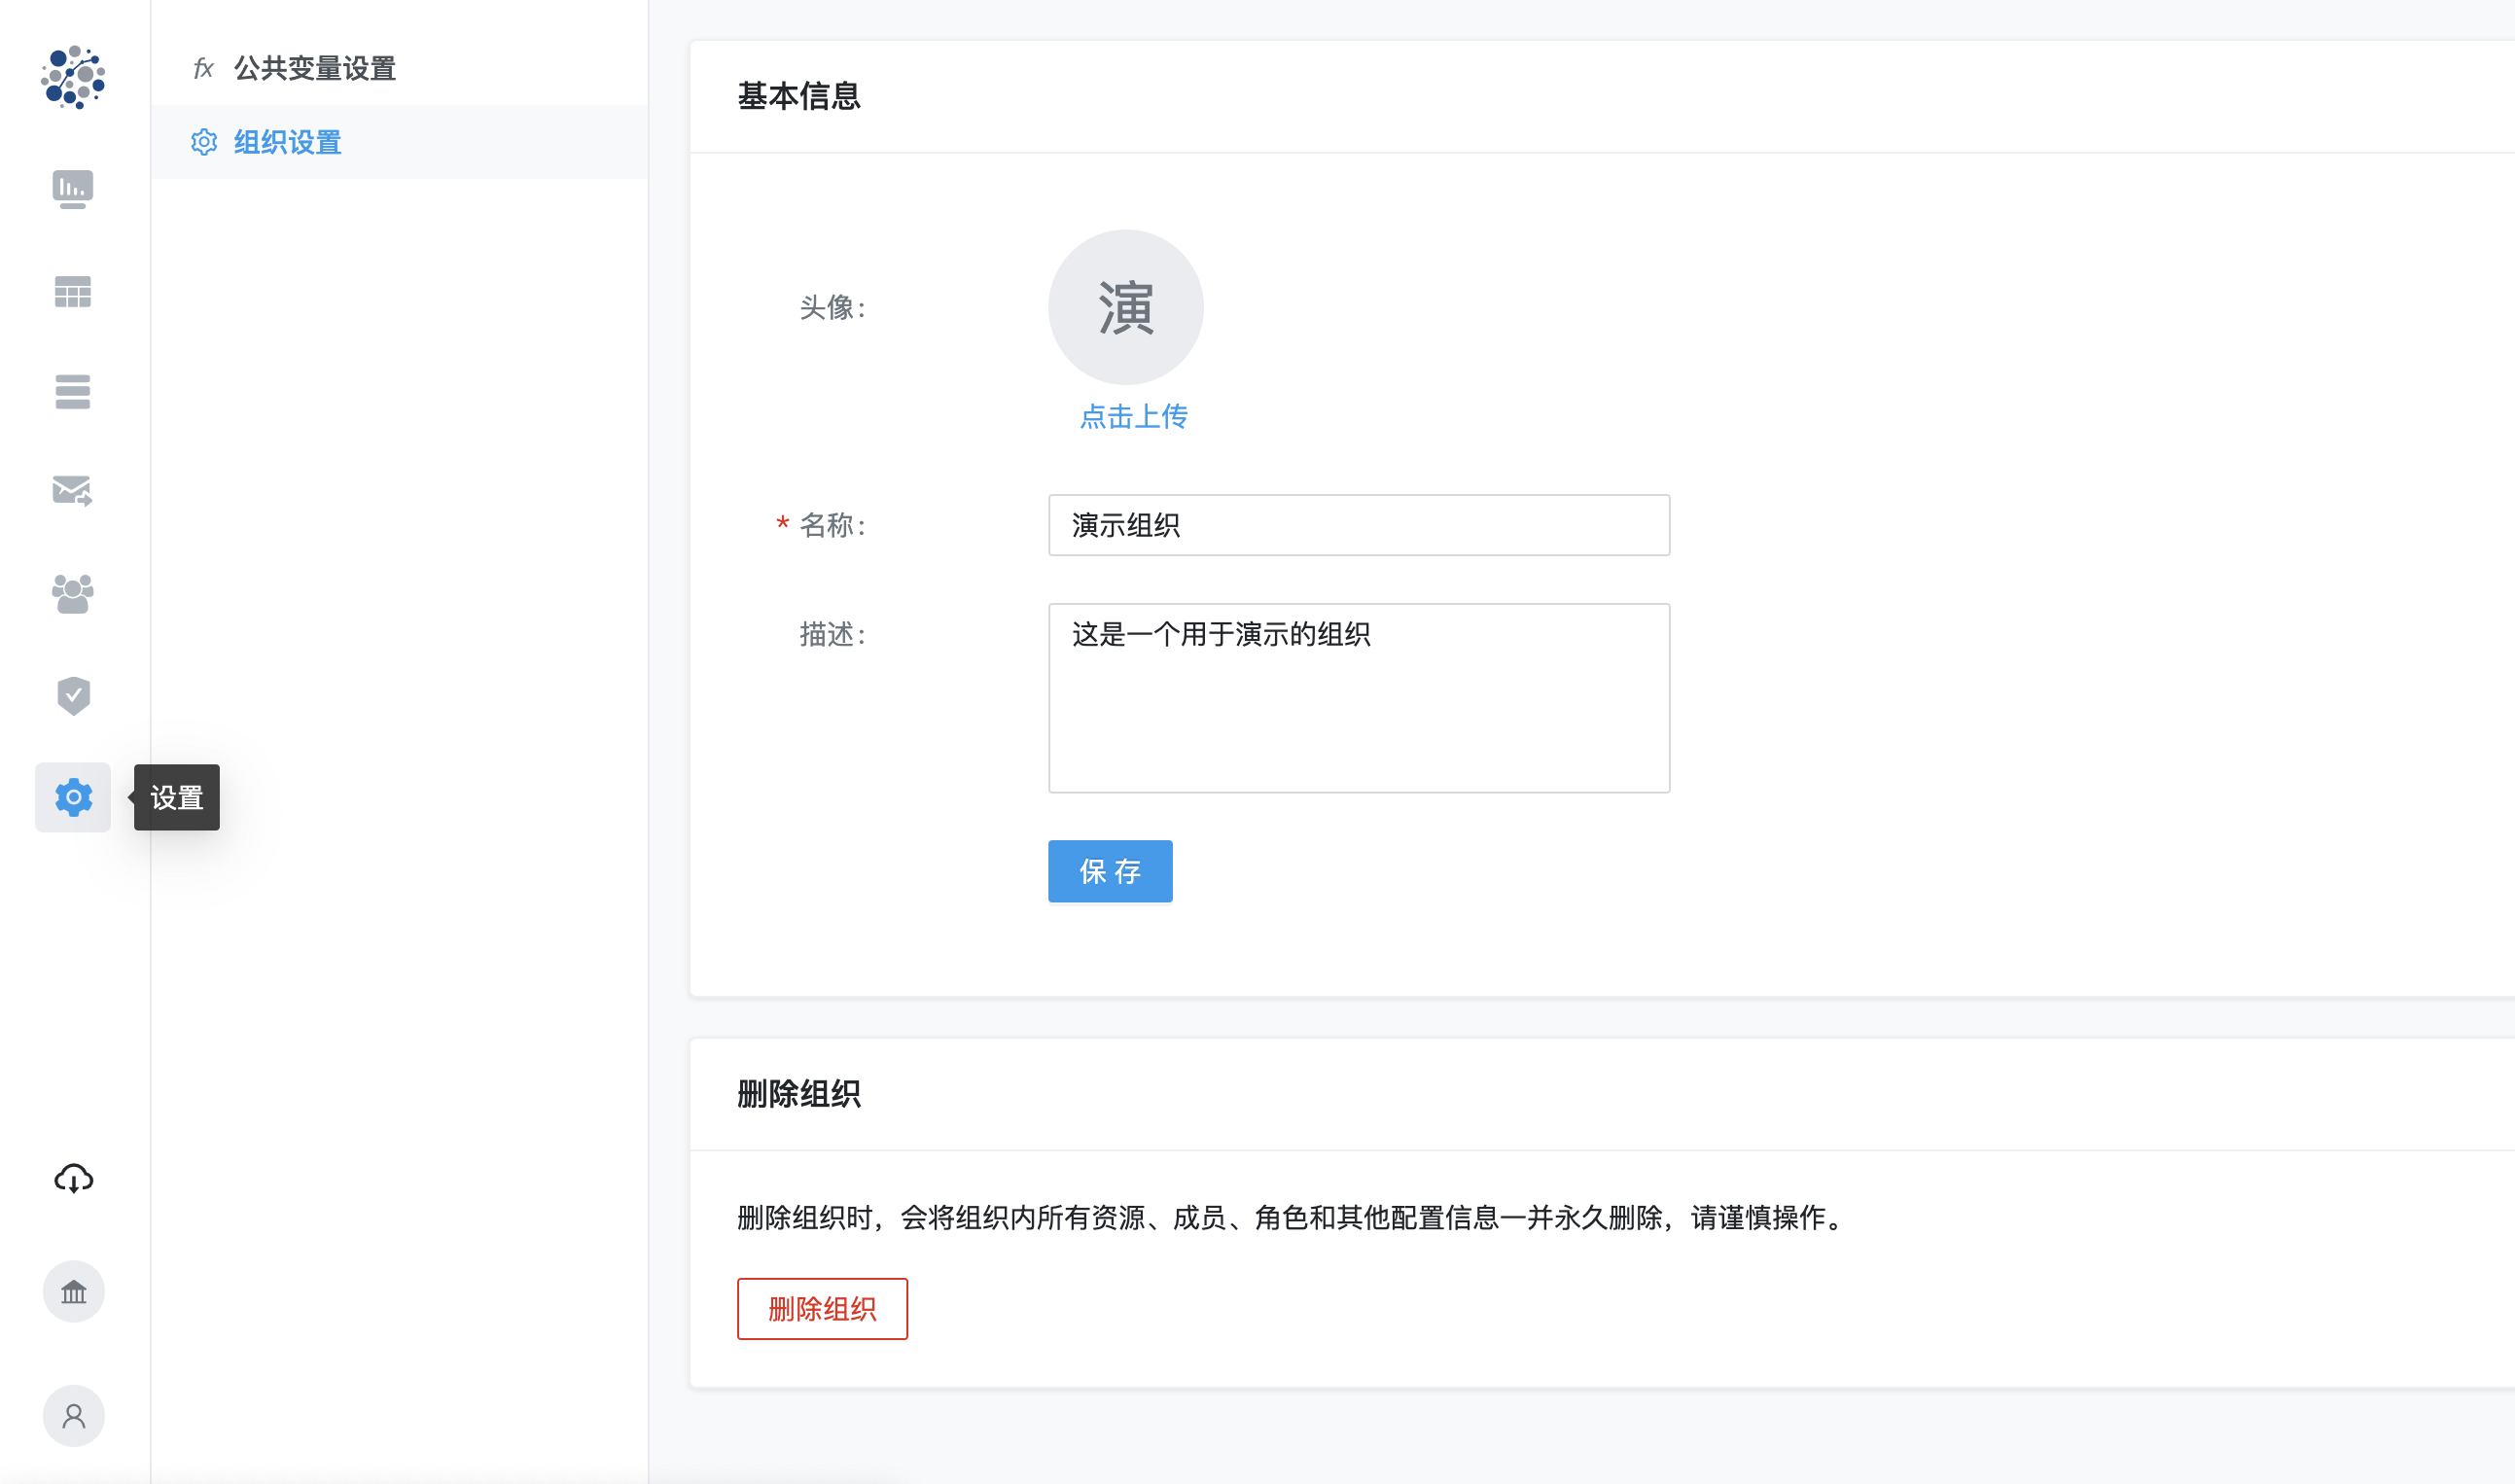 fx 公共变量设置
组织设置
设置
基本信息
头像：
演
点击上传
* 名称：
演示组织
描述：
这是一个用于演示的组织
保 存
删除组织
删除组织时，会将组织内所有资源、成员、角色和其他配置信息一并永久删除，请谨慎操作。
删除组织